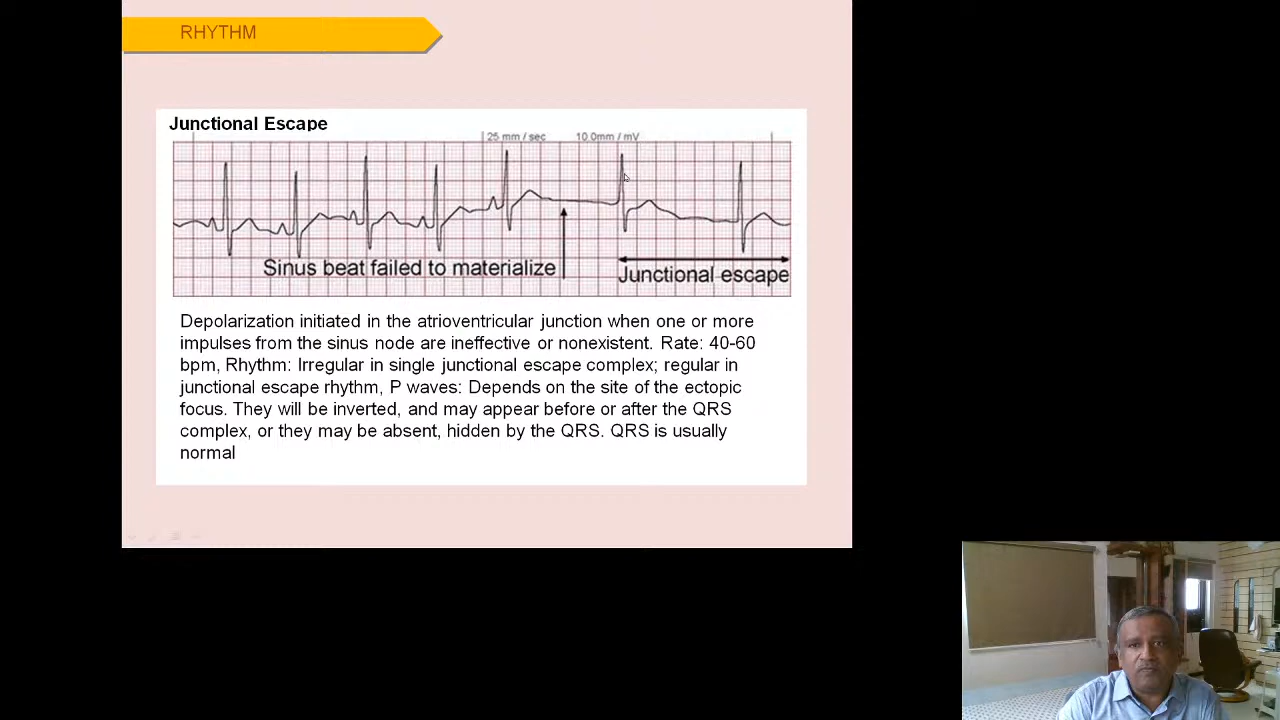 RHYTHM
Junctional Escape
25 mm / sec 10.0mm / mV
Sinus beat failed to materialize
Junctional escape
Depolarization initiated in the atrioventricular junction when one or more
impulses from the sinus node are ineffective or nonexistent. Rate: 40-60
bpm, Rhythm: Irregular in single junctional escape complex; regular in
junctional escape rhythm, P waves: Depends on the site of the ectopic
focus. They will be inverted, and may appear before or after the QRS
complex, or they may be absent, hidden by the QRS. QRS is usually
normal